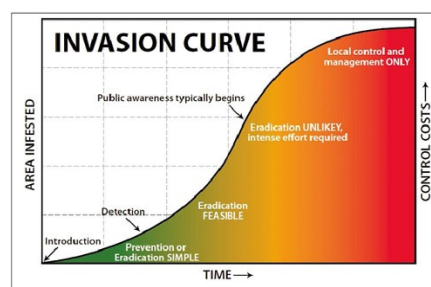 INVASION CURVE
Local control and
management ONLY
Public awareness typically begins
Eradication UNLIKEY,
intense effort required
Eradication
FEASIBLE
Detection
Introduction
Prevention or
Eradication SIMPLE
AREA INFESTED
CONTROL COSTS
TIME